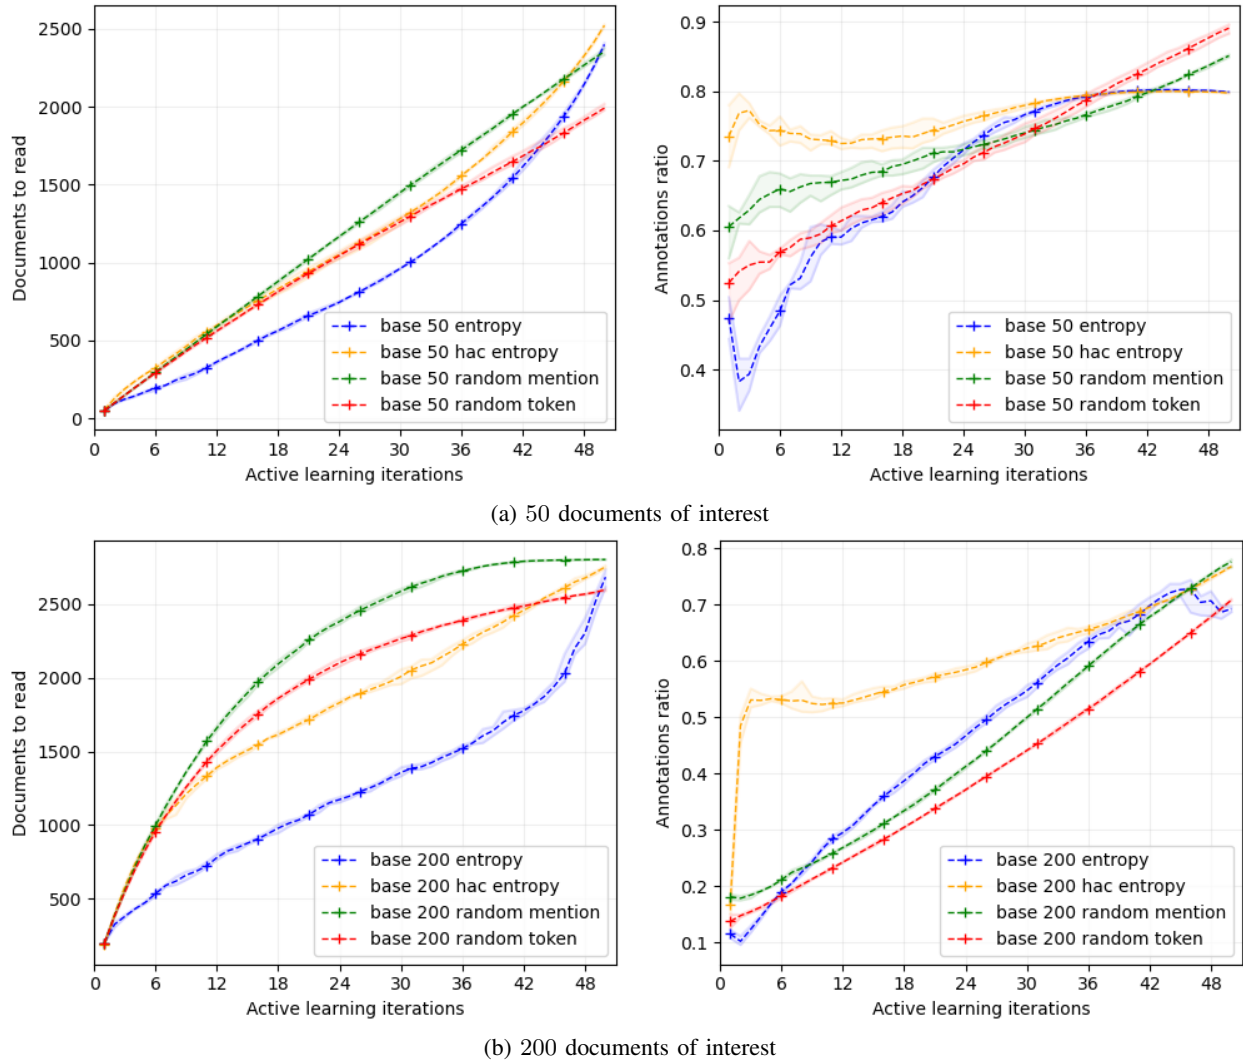 2500
2000
1500
1000
500
0
Documents to read
0 6 12 18 24 30 36 42 48
Active learning iterations
base 50 entropy
base 50 hac entropy
base 50 random mention
base 50 random token
0.9
0.8
0.7
0.6
0.5
0.4
Annotations ratio
0 6 12 18 24 30 36 42 48
Active learning iterations
base 50 entropy
base 50 hac entropy
base 50 random mention
base 50 random token
(a) 50 documents of interest
2500
2000
1500
1000
500
Documents to read
0 6 12 18 24 30 36 42 48
Active learning iterations
base 200 entropy
base 200 hac entropy
base 200 random mention
base 200 random token
0.8
0.7
0.6
0.5
0.4
0.3
0.2
0.1
Annotations ratio
0 6 12 18 24 30 36 42 48
Active learning iterations
base 200 entropy
base 200 hac entropy
base 200 random mention
base 200 random token
(b) 200 documents of interest